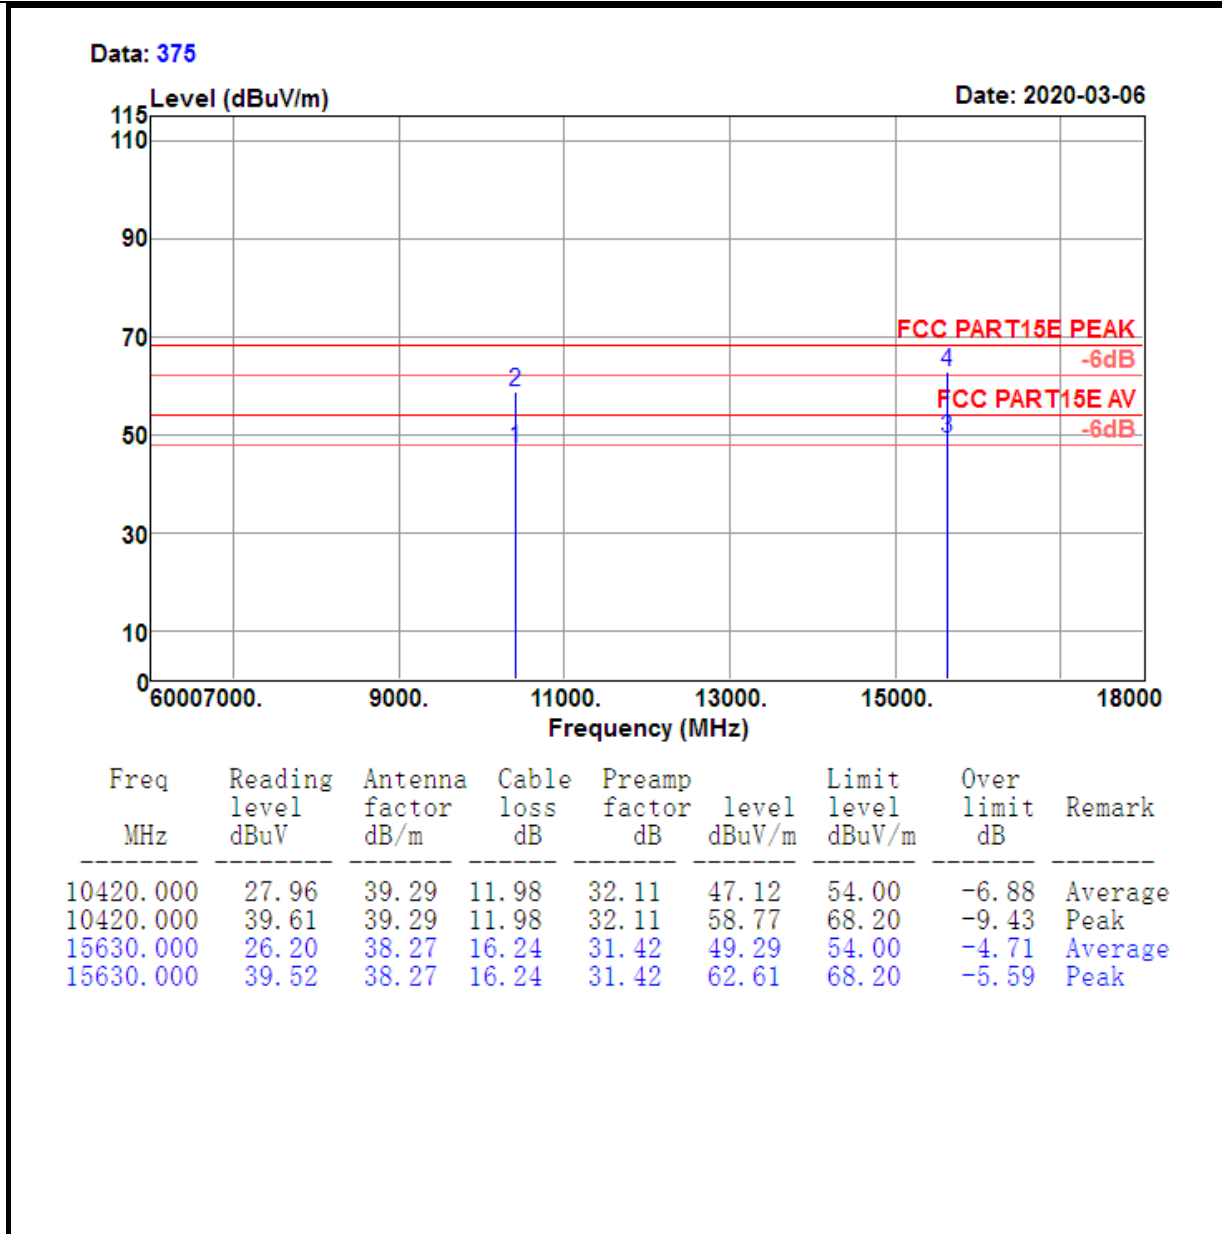 Data: 375
Level (dBuV/m) Date: 2020-03-06
115
110
90
70
50
30
10
0
FCC PART15E PEAK
-6dB
FCC PART15E AV
-6dB
2
1
4
3
60007000. 9000. 11000. 13000. 15000. 18000
Frequency (MHz)
Freq Reading Antenna Cable Preamp Limit Over
level factor loss factor level level limit Remark
MHz dBuV dB/m dB dB dBuV/m dBuV/m dB
-------- -------- ------- ------ ------- ------- ------- ------- -------
10420.000 27.96 39.29 11.98 32.11 47.12 54.00 -6.88 Average
10420.000 39.61 39.29 11.98 32.11 58.77 68.20 -9.43 Peak
15630.000 26.20 38.27 16.24 31.42 49.29 54.00 -4.71 Average
15630.000 39.52 38.27 16.24 31.42 62.61 68.20 -5.59 Peak